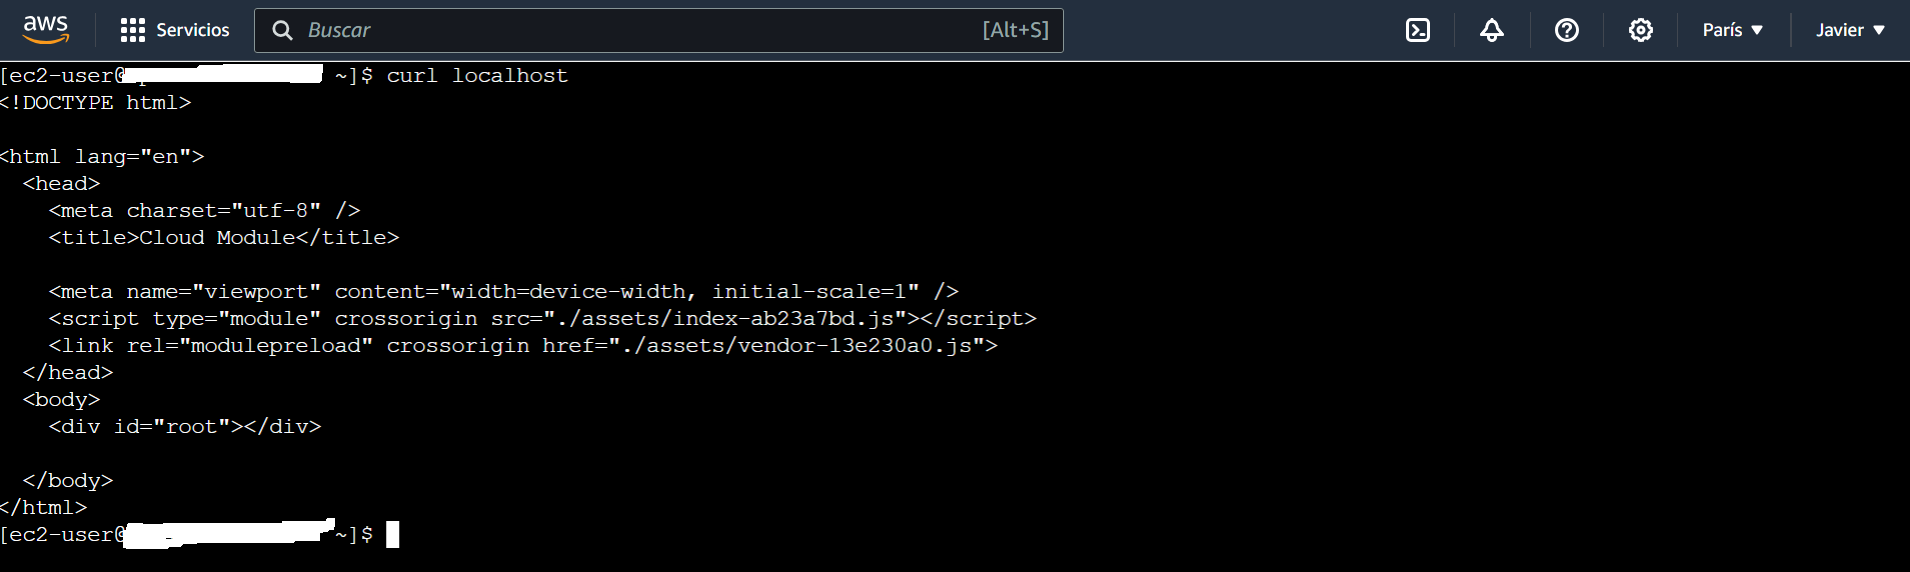 aws Servicios Buscar [Alt+S] París Javier
[ec2-user@ ~]$ curl localhost
<!DOCTYPE html>
<html lang="en">
<head>
<meta charset="utf-8" />
<title>Cloud Module</title>
<meta name="viewport" content="width=device-width, initial-scale=1" />
<script type="module" crossorigin src="./assets/index-ab23a7bd.js"></script>
<link rel="modulepreload" crossorigin href="./assets/vendor-13e230a0.js">
</head>
<body>
<div id="root"></div>
</body>
</html>
[ec2-user@ ~]$